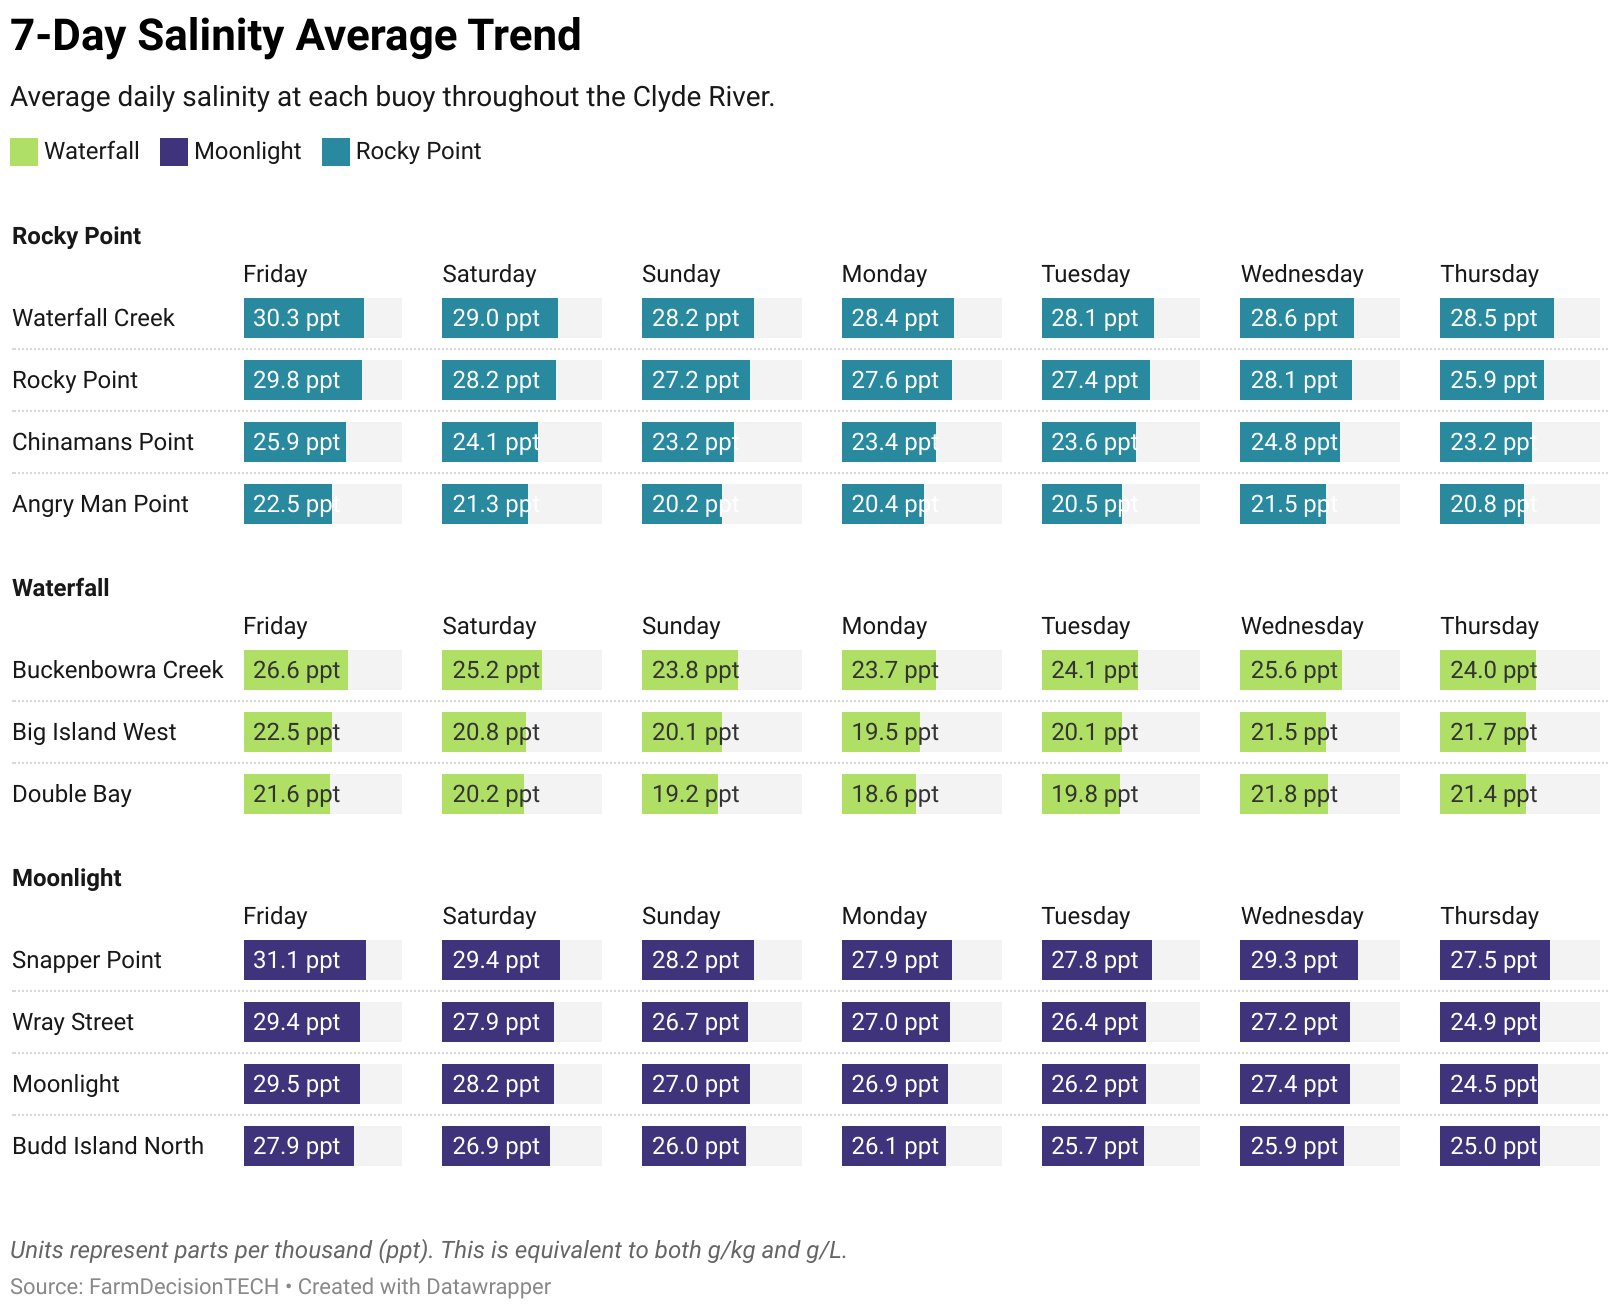 7-Day Salinity Average Trend
Average daily salinity at each buoy throughout the Clyde River.
Waterfall Moonlight Rocky Point
Rocky Point
Friday Saturday Sunday Monday Tuesday Wednesday Thursday
Waterfall Creek 30.3 ppt 29.0 ppt 28.2 ppt 28.4 ppt 28.1 ppt 28.6 ppt 28.5 ppt
Rocky Point 29.8 ppt 28.2 ppt 27.2 ppt 27.6 ppt 27.4 ppt 28.1 ppt 25.9 ppt
Chinamans Point 25.9 ppt 24.1 ppt 23.2 ppt 23.4 ppt 23.6 ppt 24.8 ppt 23.2 ppt
Angry Man Point 22.5 ppt 21.3 ppt 20.2 ppt 20.4 ppt 20.5 ppt 21.5 ppt 20.8 ppt
Waterfall
Friday Saturday Sunday Monday Tuesday Wednesday Thursday
Buckenbowra Creek 26.6 ppt 25.2 ppt 23.8 ppt 23.7 ppt 24.1 ppt 25.6 ppt 24.0 ppt
Big Island West 22.5 ppt 20.8 ppt 20.1 ppt 19.5 ppt 20.1 ppt 21.5 ppt 21.7 ppt
Double Bay 21.6 ppt 20.2 ppt 19.2 ppt 18.6 ppt 19.8 ppt 21.8 ppt 21.4 ppt
Moonlight
Friday Saturday Sunday Monday Tuesday Wednesday Thursday
Snapper Point 31.1 ppt 29.4 ppt 28.2 ppt 27.9 ppt 27.8 ppt 29.3 ppt 27.5 ppt
Wray Street 29.4 ppt 27.9 ppt 26.7 ppt 27.0 ppt 26.4 ppt 27.2 ppt 24.9 ppt
Moonlight 29.5 ppt 28.2 ppt 27.0 ppt 26.9 ppt 26.2 ppt 27.4 ppt 24.5 ppt
Budd Island North 27.9 ppt 26.9 ppt 26.0 ppt 26.1 ppt 25.7 ppt 25.9 ppt 25.0 ppt
Units represent parts per thousand (ppt). This is equivalent to both g/kg and g/L.
Source: FarmDecisionTECH • Created with Datawrapper